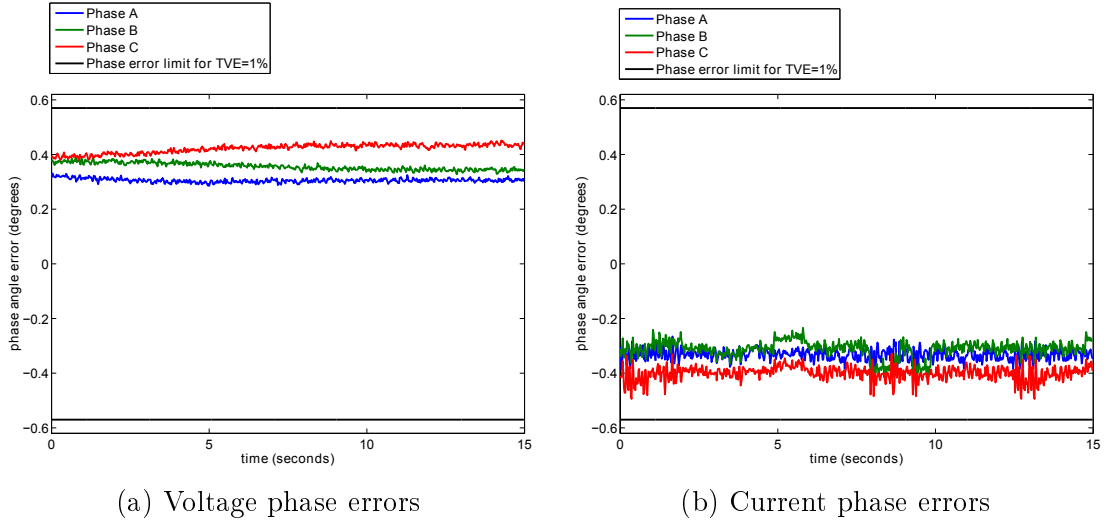 Phase A
Phase B
Phase C
Phase error limit for TVE=1%
0.6
0.4
0.2
0
−0.2
−0.4
−0.6
0
5
10
15
phase angle error (degrees)
time (seconds)
(a) Voltage phase errors
Phase A
Phase B
Phase C
Phase error limit for TVE=1%
0.6
0.4
0.2
0
−0.2
−0.4
−0.6
0
5
10
15
phase angle error (degrees)
time (seconds)
(b) Current phase errors